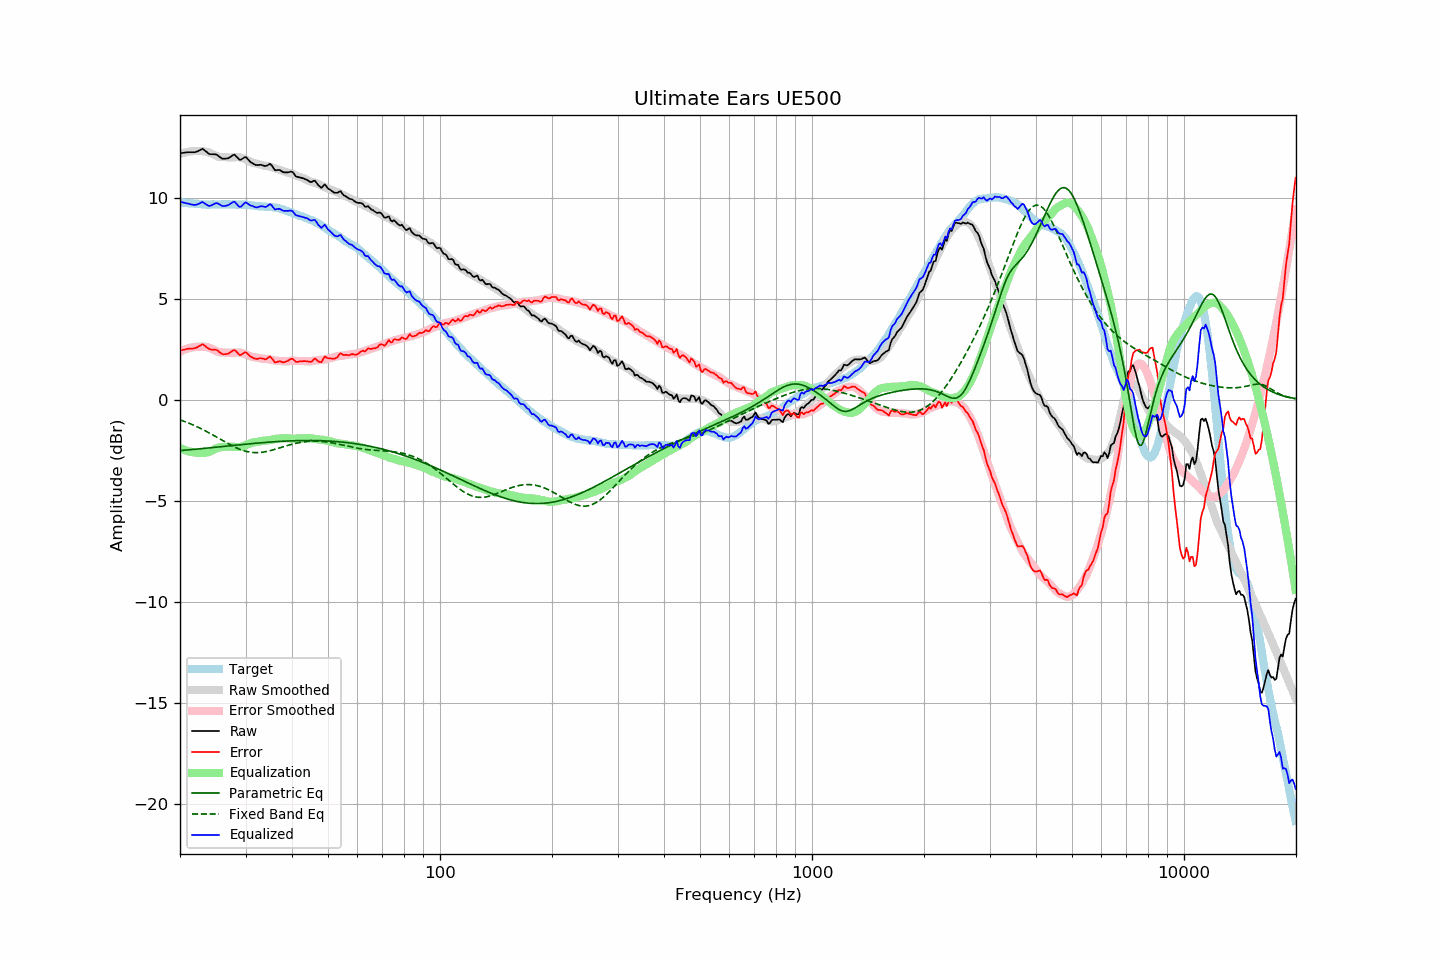 Ultimate Ears UE500
Amplitude (dBr)
10
5
0
−5
−10
−15
−20
Target
Raw Smoothed
Error Smoothed
Raw
Error
Equalization
Parametric Eq
Fixed Band Eq
Equalized
100
1000
10000
Frequency (Hz)